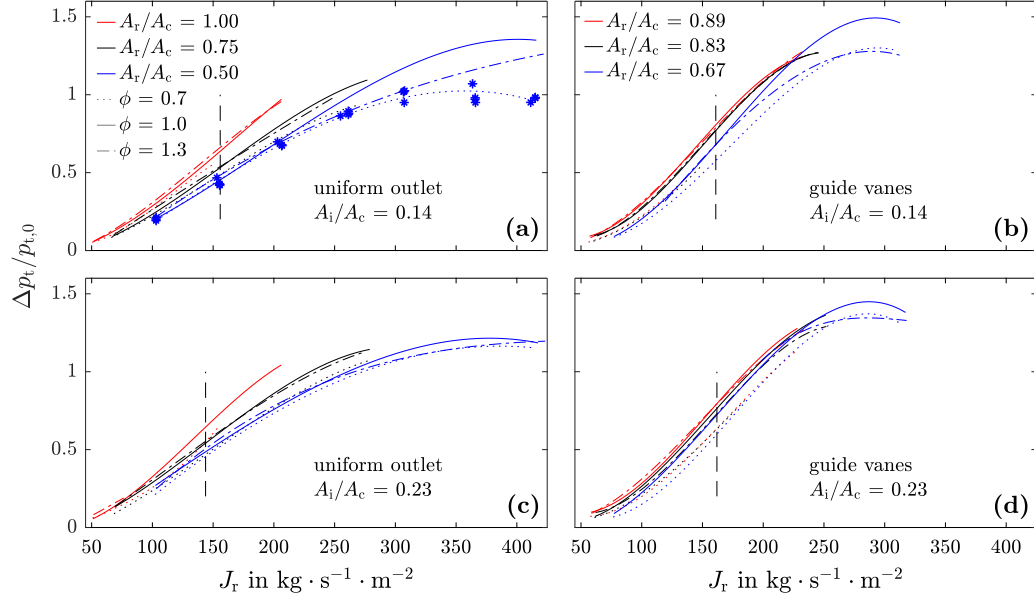 A_r/A_c = 1.00
A_r/A_c = 0.75
A_r/A_c = 0.50
ϕ = 0.7
ϕ = 1.0
ϕ = 1.3
uniform outlet
A_i/A_c = 0.14
(a)
1.5
1
0.5
0
A_r/A_c = 0.89
A_r/A_c = 0.83
A_r/A_c = 0.67
guide vanes
A_i/A_c = 0.14
(b)
Δp_t/p_t,0
1.5
1
0.5
0
uniform outlet
A_i/A_c = 0.23
(c)
50 100 150 200 250 300 350 400
J_r in kg · s⁻¹ · m⁻²
guide vanes
A_i/A_c = 0.23
(d)
50 100 150 200 250 300 350 400
J_r in kg · s⁻¹ · m⁻²